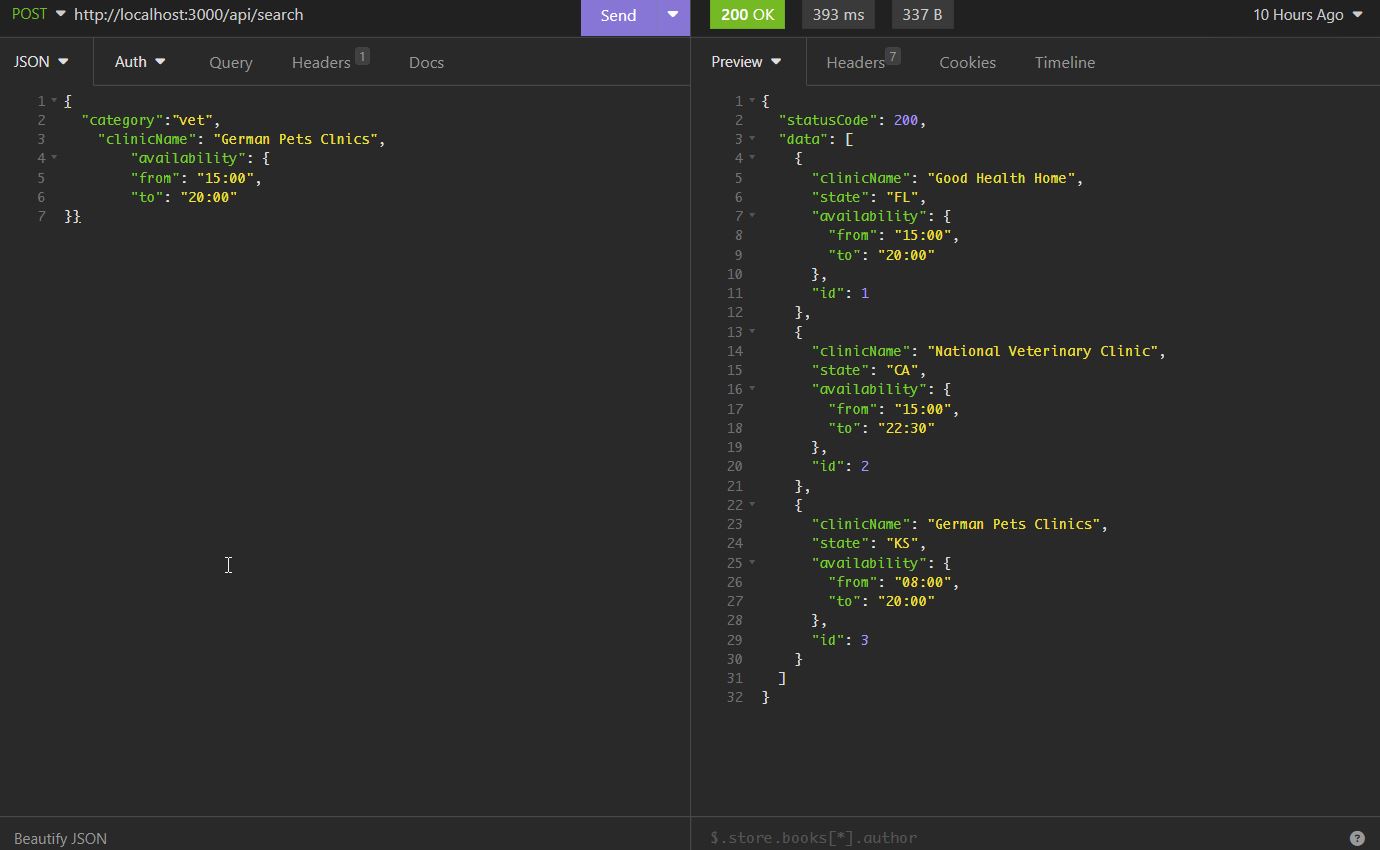 POST http://localhost:3000/api/search Send 200 OK 393 ms 337 B 10 Hours Ago
JSON Auth Query Headers 1 Docs
Preview Headers 7 Cookies Timeline
1 {
2 "category":"vet",
3 "clinicName": "German Pets Clnics",
4 "availability": {
5 "from": "15:00",
6 "to": "20:00"
7 }}
1 {
2 "statusCode": 200,
3 "data": [
4 {
5 "clinicName": "Good Health Home",
6 "state": "FL",
7 "availability": {
8 "from": "15:00",
9 "to": "20:00"
10 },
11 "id": 1
12 },
13 {
14 "clinicName": "National Veterinary Clinic",
15 "state": "CA",
16 "availability": {
17 "from": "15:00",
18 "to": "22:30"
19 },
20 "id": 2
21 },
22 {
23 "clinicName": "German Pets Clinics",
24 "state": "KS",
25 "availability": {
26 "from": "08:00",
27 "to": "20:00"
28 },
29 "id": 3
30 }
31 ]
32 }
Beautify JSON
$.store.books[*].author ?